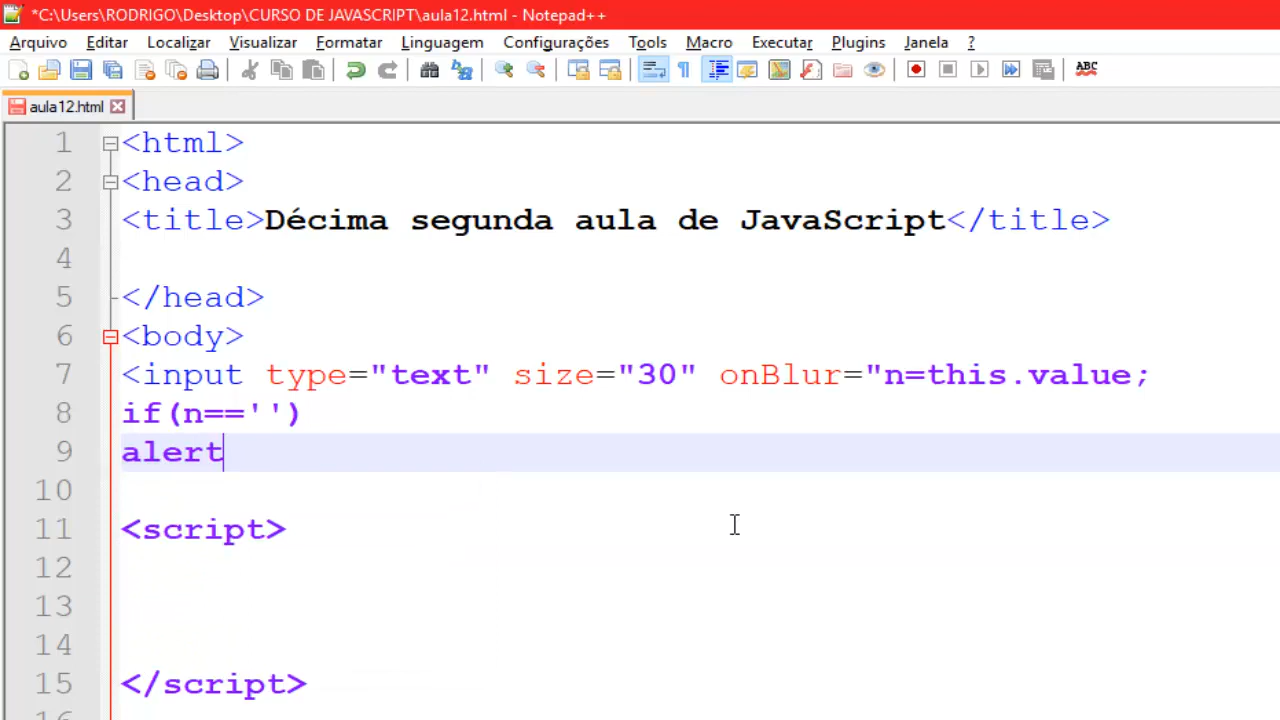 *C:\Users\RODRIGO\Desktop\CURSO DE JAVASCRIPT\aula12.html - Notepad++
Arquivo Editar Localizar Visualizar Formatar Linguagem Configurações Tools Macro Executar Plugins Janela ?
ABC
aula12.html
1 <html>
2 <head>
3 <title>Décima segunda aula de JavaScript</title>
4
5 </head>
6 <body>
7 <input type="text" size="30" onBlur="n=this.value;
8 if(n=='')
9 alert
10
11 <script>
12
13
14
15 </script>
16